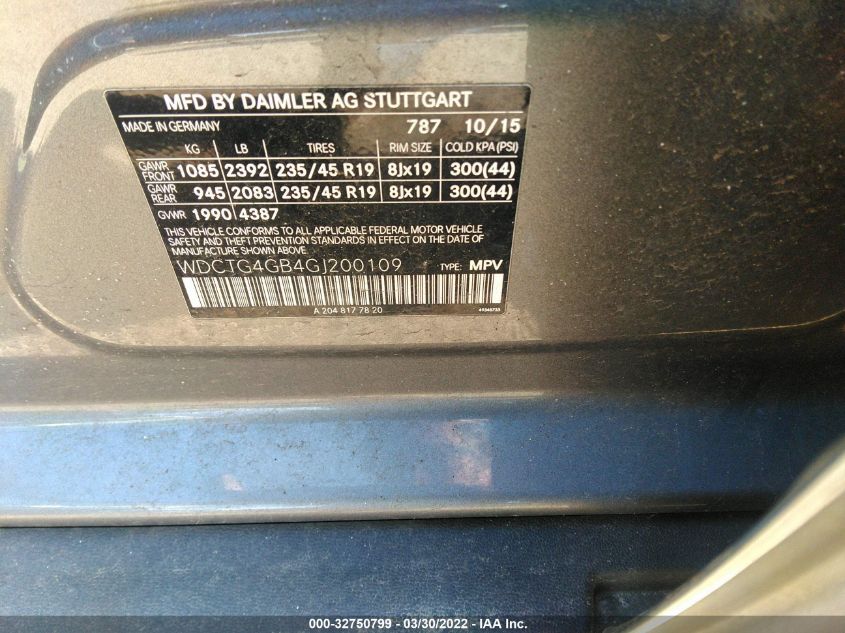 MFD BY DAIMLER AG STUTTGART
MADE IN GERMANY 787 10/15
KG LB TIRES RIM SIZE COLD KPA(PSI)
GAWR FRONT 1085 2392 235/45 R19 8Jx19 300(44)
GAWR REAR 945 2083 235/45 R19 8Jx19 300(44)
GVWR 1990 4387
THIS VEHICLE CONFORMS TO ALL APPLICABLE FEDERAL MOTOR VEHICLE
SAFETY AND THEFT PREVENTION STANDARDS IN EFFECT ON THE DATE OF
MANUFACTURE SHOWN ABOVE.
WDCTG4GB4GJ200109 TYPE: MPV
A 204 817 78 20
000-32750799 — 03/30/2022 — IAA Inc.